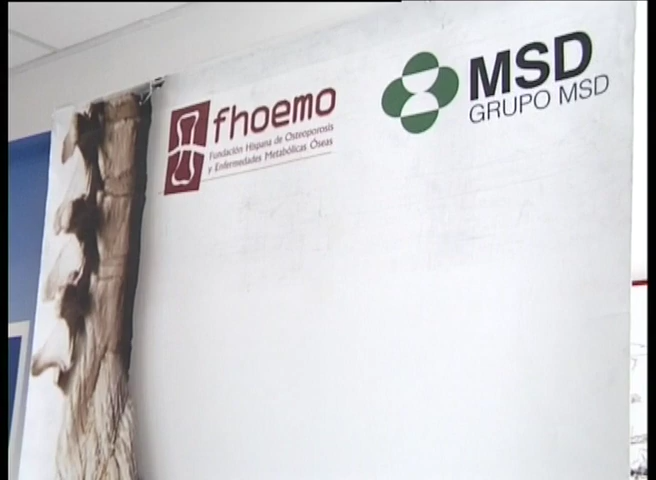 fhoemo
Fundación Hispana de Osteoporosis
y Enfermedades Metabólicas Óseas
MSD
GRUPO MSD